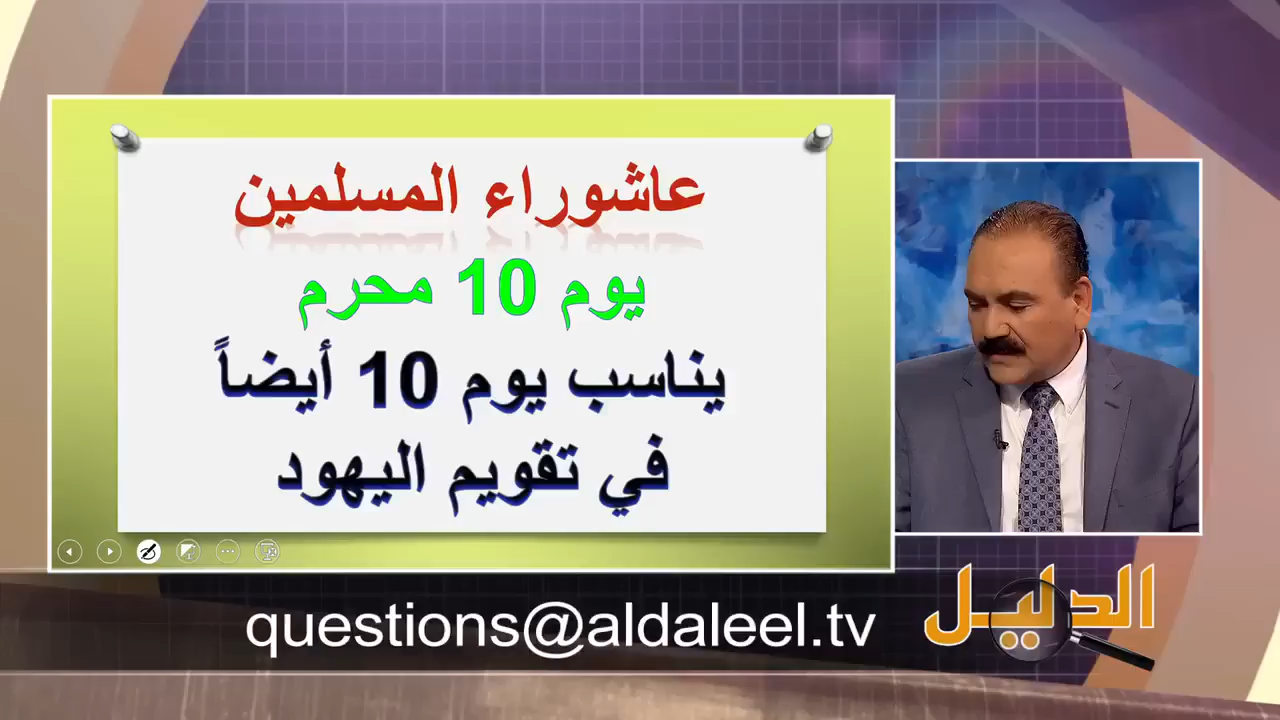 عاشوراء المسلمين
يوم 10 محرم
يناسب يوم 10 أيضاً
في تقويم اليهود
الدليل
questions@aldaleel.tv